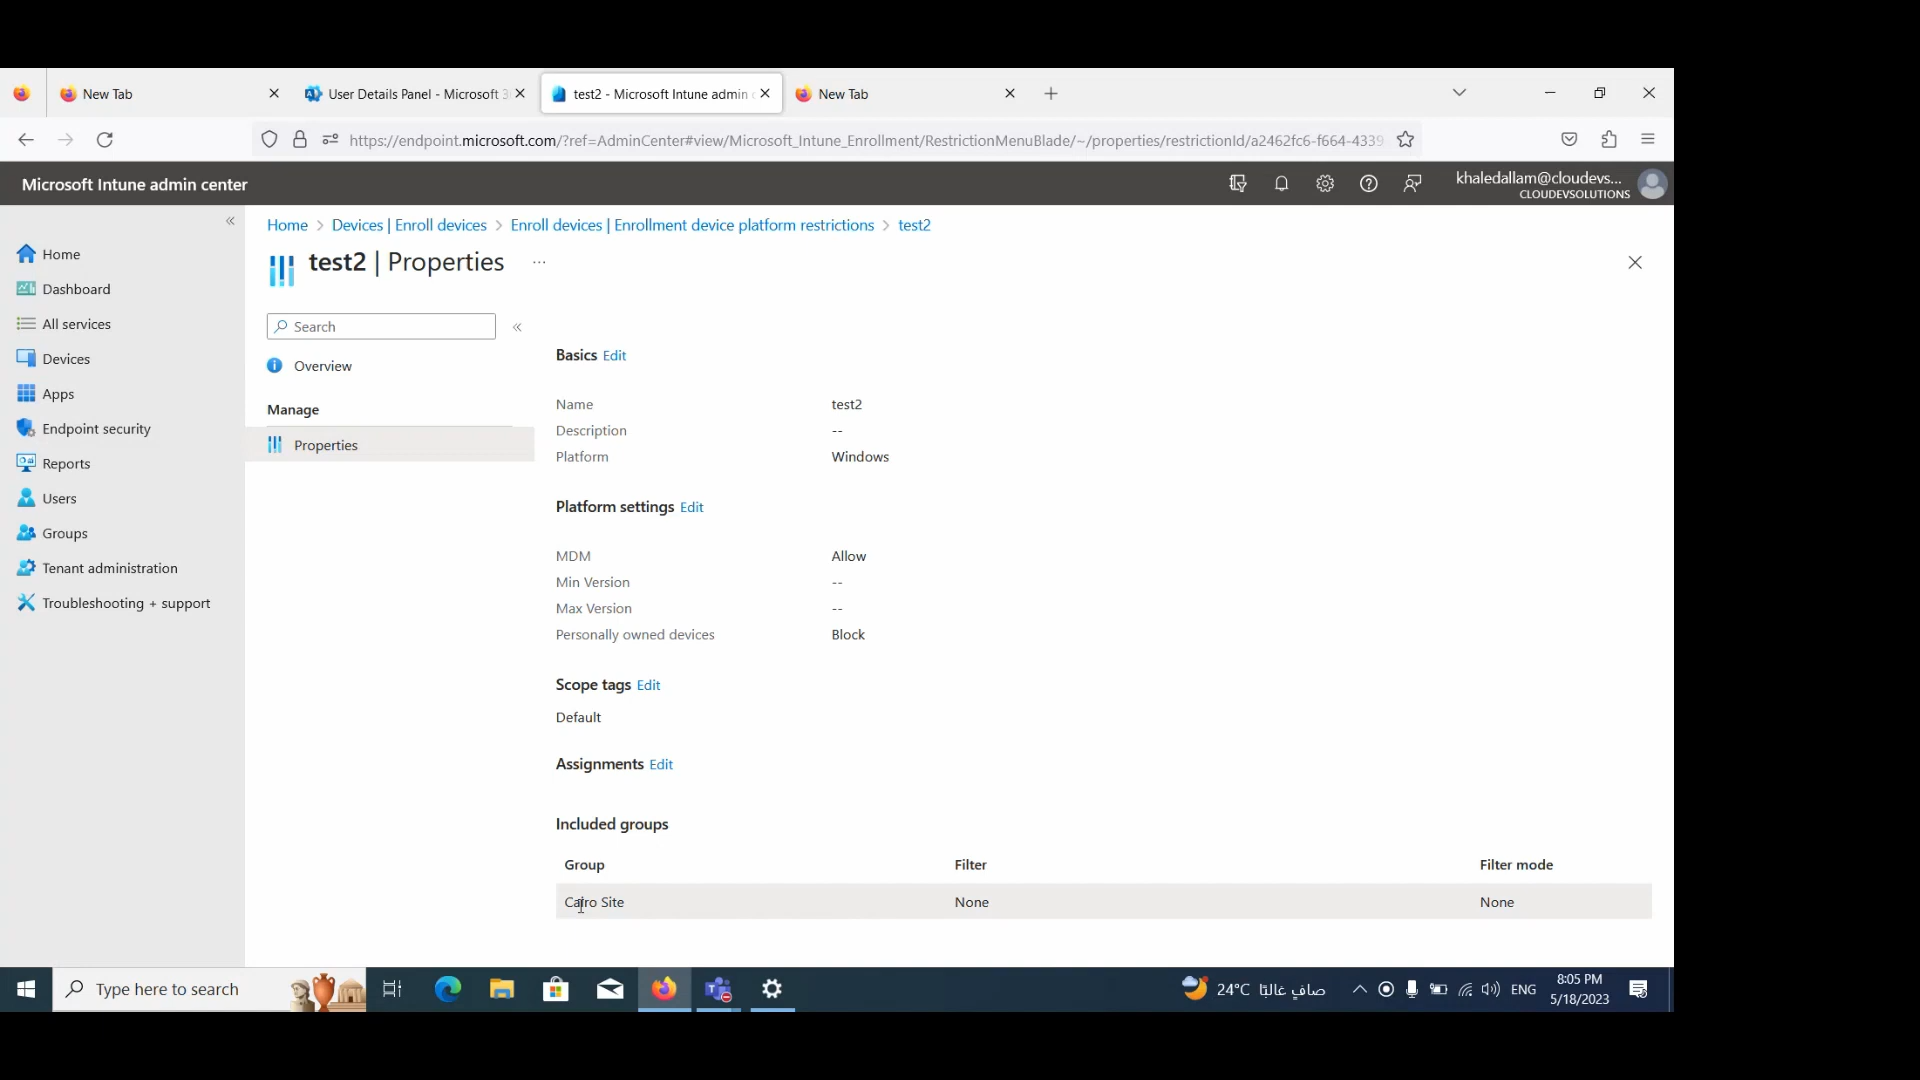 New Tab
User Details Panel - Microsoft 3
test2 - Microsoft Intune admin c
New Tab
https://endpoint.microsoft.com/?ref=AdminCenter#view/Microsoft_Intune_Enrollment/RestrictionMenuBlade/~/properties/restrictionId/a2462fc6-f664-4339
Microsoft Intune admin center
khaledallam@cloudevs...
CLOUDEVSOLUTIONS
Home
Dashboard
All services
Devices
Apps
Endpoint security
Reports
Users
Groups
Tenant administration
Troubleshooting + support
Home > Devices | Enroll devices > Enroll devices | Enrollment device platform restrictions > test2
test2 | Properties ...
Search
Overview
Manage
Properties
Basics Edit
Name test2
Description --
Platform Windows
Platform settings Edit
MDM Allow
Min Version --
Max Version --
Personally owned devices Block
Scope tags Edit
Default
Assignments Edit
Included groups
Group Filter Filter mode
Cairo Site None None
Type here to search
24°C صافٍ غالبًا
ENG
8:05 PM
5/18/2023